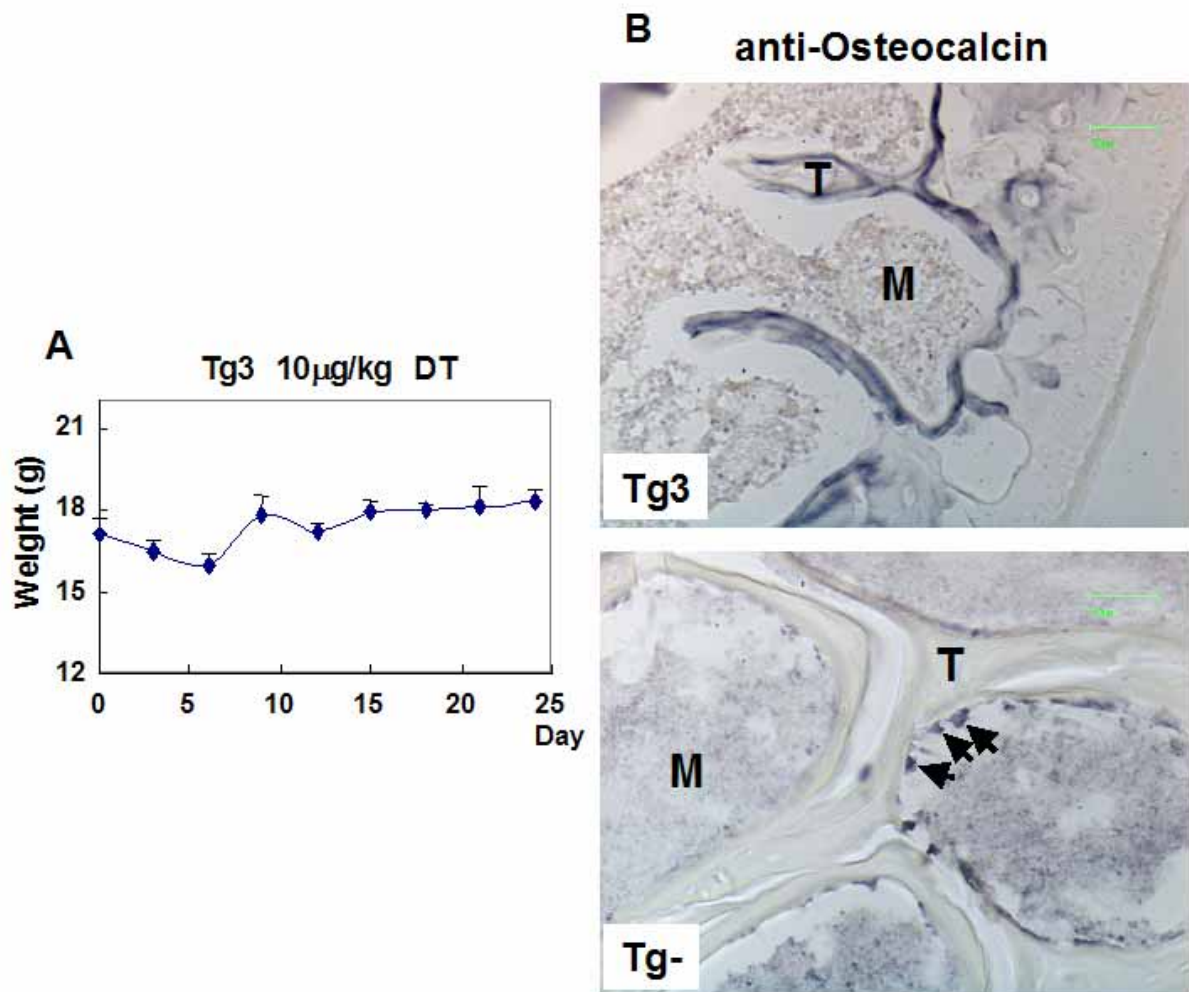 A
Tg3 10µg/kg DT
Weight (g)
21
18
15
12
0 5 10 15 20 25
Day
B
anti-Osteocalcin
T
M
Tg3
T
M
Tg-